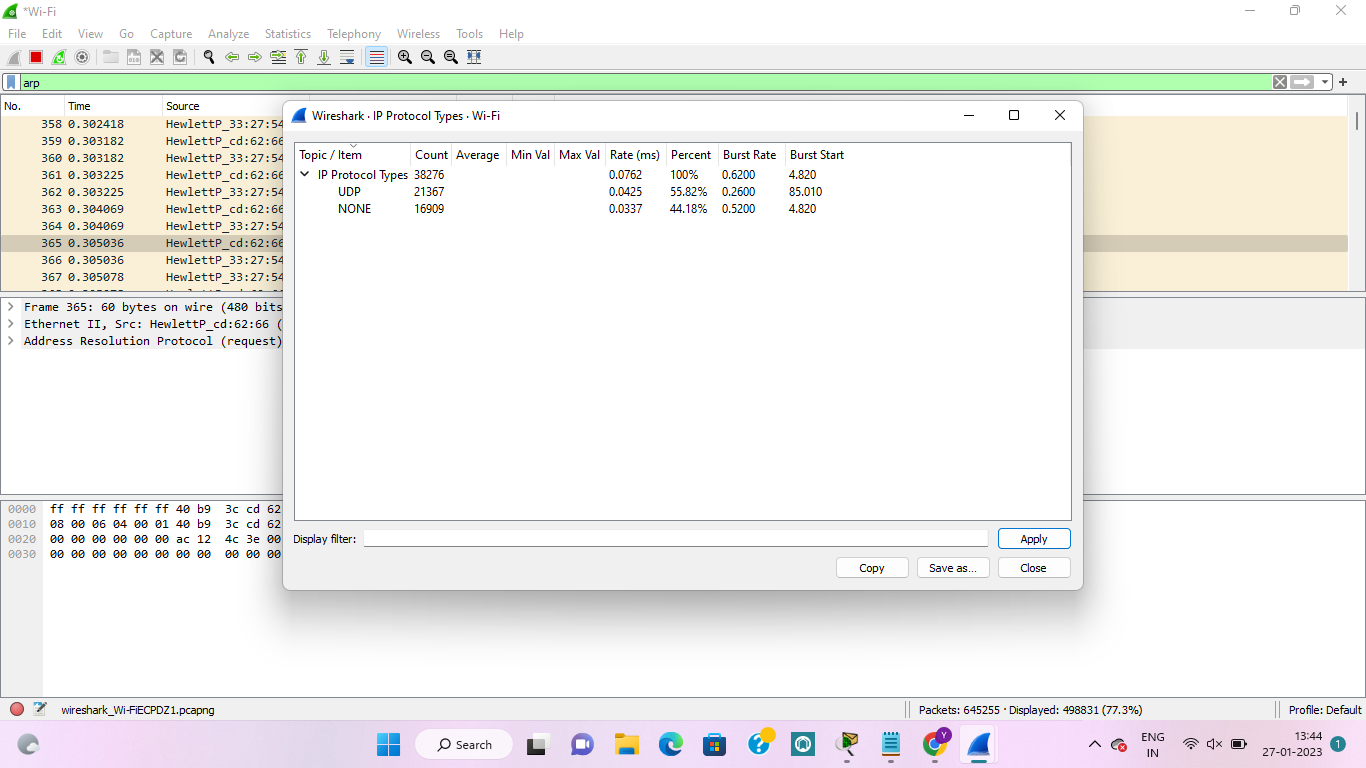 *Wi-Fi
File Edit View Go Capture Analyze Statistics Telephony Wireless Tools Help
arp
No. Time Source
358 0.302418 HewlettP_33:27:54
359 0.303182 HewlettP_cd:62:66
360 0.303182 HewlettP_33:27:54
361 0.303225 HewlettP_cd:62:66
362 0.303225 HewlettP_33:27:54
363 0.304069 HewlettP_cd:62:66
364 0.304069 HewlettP_33:27:54
365 0.305036 HewlettP_cd:62:66
366 0.305036 HewlettP_33:27:54
367 0.305078 HewlettP_33:27:54
Wireshark · IP Protocol Types · Wi-Fi
Topic / Item Count Average Min Val Max Val Rate (ms) Percent Burst Rate Burst Start
IP Protocol Types 38276 0.0762 100% 0.6200 4.820
UDP 21367 0.0425 55.82% 0.2600 85.010
NONE 16909 0.0337 44.18% 0.5200 4.820
Display filter: Apply
Copy Save as... Close
Frame 365: 60 bytes on wire (480 bits
Ethernet II, Src: HewlettP_cd:62:66 (
Address Resolution Protocol (request)
0000 ff ff ff ff ff ff 40 b9 3c cd 62
0010 08 00 06 04 00 01 40 b9 3c cd 62
0020 00 00 00 00 00 00 ac 12 4c 3e 00
0030 00 00 00 00 00 00 00 00 00 00 00
wireshark_Wi-FiECPDZ1.pcapng Packets: 645255 · Displayed: 498831 (77.3%) Profile: Default
Search
Y
ENG
IN
13:44
27-01-2023
1